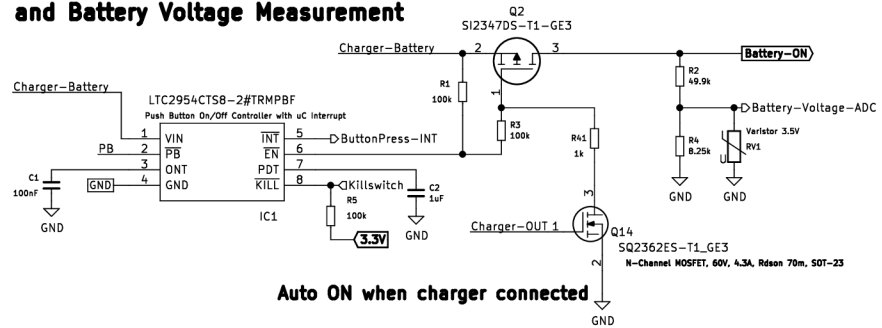 and Battery Voltage Measurement
Q2
SI2347DS-T1-GE3
Charger-Battery
2
3
1
Battery-ON
R1
100k
R2
49.9k
Charger-Battery
LTC2954CTS8-2#TRMPBF
Push Button On/Off Controller with uC Interrupt
1 VIN
INT 5
ButtonPress-INT
PB
2 PB
EN 6
3 ONT
PDT 7
GND
4 GND
KILL 8
Killswitch
IC1
C1
100nF
GND
R5
100k
3.3V
C2
1uF
GND
R3
100k
R41
1k
Battery-Voltage-ADC
R4
8.25k
Varistor 3.5V
RV1
U
GND
GND
Charger-OUT 1
3
Q14
SQ2362ES-T1_GE3
2
N-Channel MOSFET, 60V, 4.3A, Rdson 70m, SOT-23
Auto ON when charger connected
GND